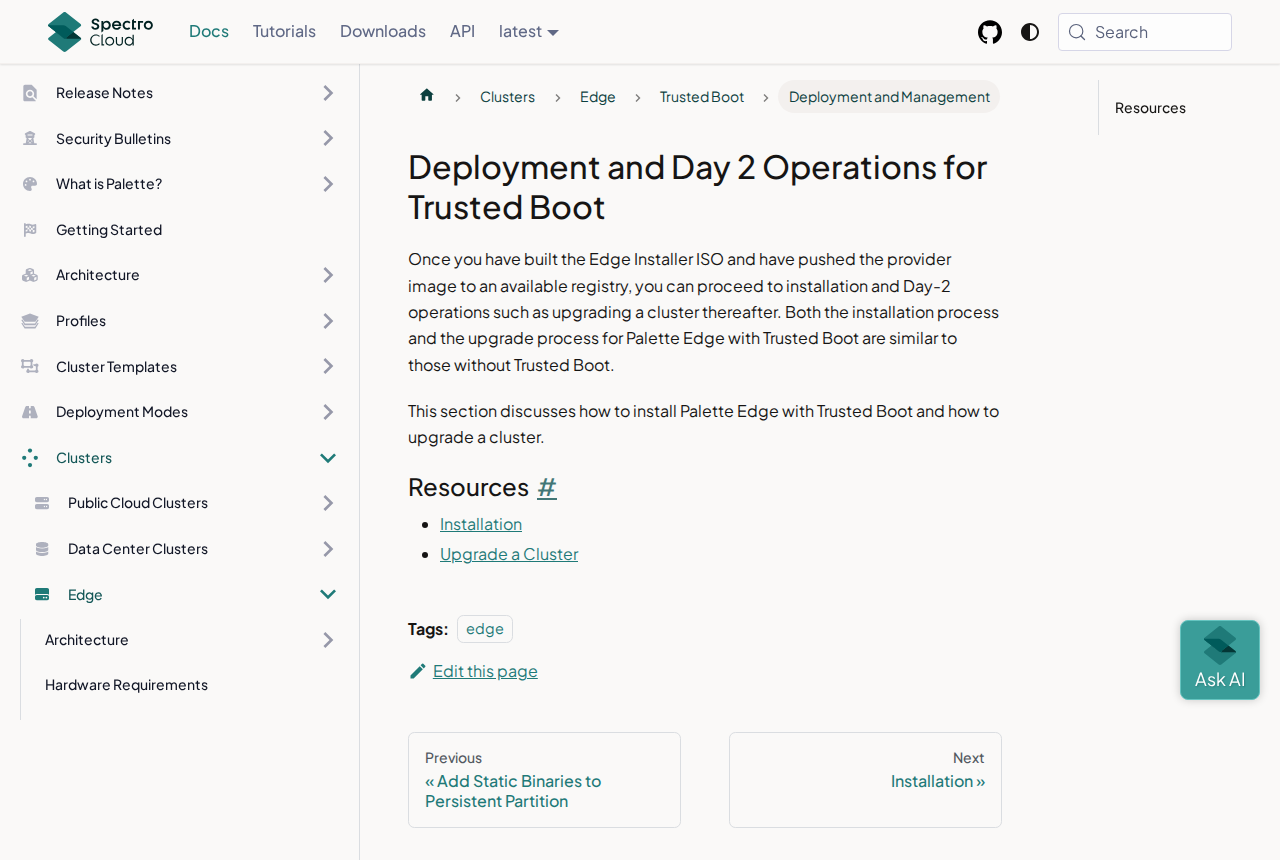 Spectro
Cloud
Docs
Tutorials
Downloads
API
latest
Search
Release Notes
Security Bulletins
What is Palette?
Getting Started
Architecture
Profiles
Cluster Templates
Deployment Modes
Clusters
Public Cloud Clusters
Data Center Clusters
Edge
Architecture
Hardware Requirements
Clusters
Edge
Trusted Boot
Deployment and Management
Deployment and Day 2 Operations for
Trusted Boot
Once you have built the Edge Installer ISO and have pushed the provider
image to an available registry, you can proceed to installation and Day-2
operations such as upgrading a cluster thereafter. Both the installation process
and the upgrade process for Palette Edge with Trusted Boot are similar to
those without Trusted Boot.
This section discusses how to install Palette Edge with Trusted Boot and how to
upgrade a cluster.
Resources #
Installation
Upgrade a Cluster
Tags: edge
Edit this page
Previous
« Add Static Binaries to
Persistent Partition
Next
Installation »
Resources
Ask AI